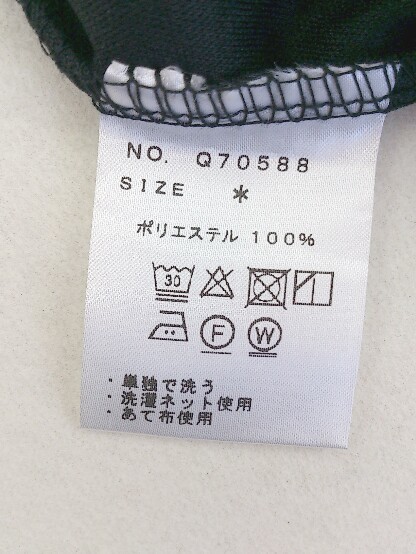 NO. Q70588
SIZE *
ポリエステル 100%
30
F W
・単独で洗う
・洗濯ネット使用
・あて布使用